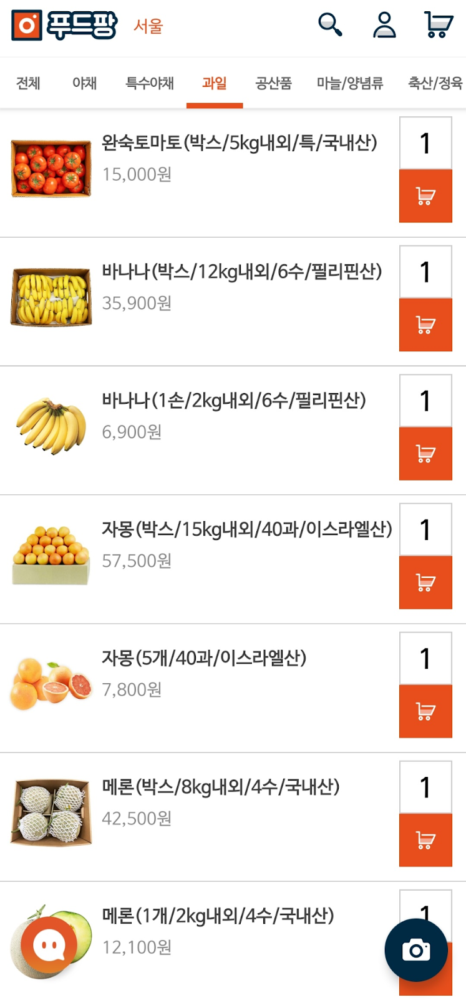 푸드팡 서울
전체 야채 특수야채 과일 공산품 마늘/양념류 축산/정육
완숙토마토(박스/5kg내외/특/국내산) 1
15,000원
바나나(박스/12kg내외/6수/필리핀산) 1
35,900원
바나나(1손/2kg내외/6수/필리핀산) 1
6,900원
자몽(박스/15kg내외/40과/이스라엘산) 1
57,500원
자몽(5개/40과/이스라엘산) 1
7,800원
메론(박스/8kg내외/4수/국내산) 1
42,500원
메론(1개/2kg내외/4수/국내산) 1
12,100원